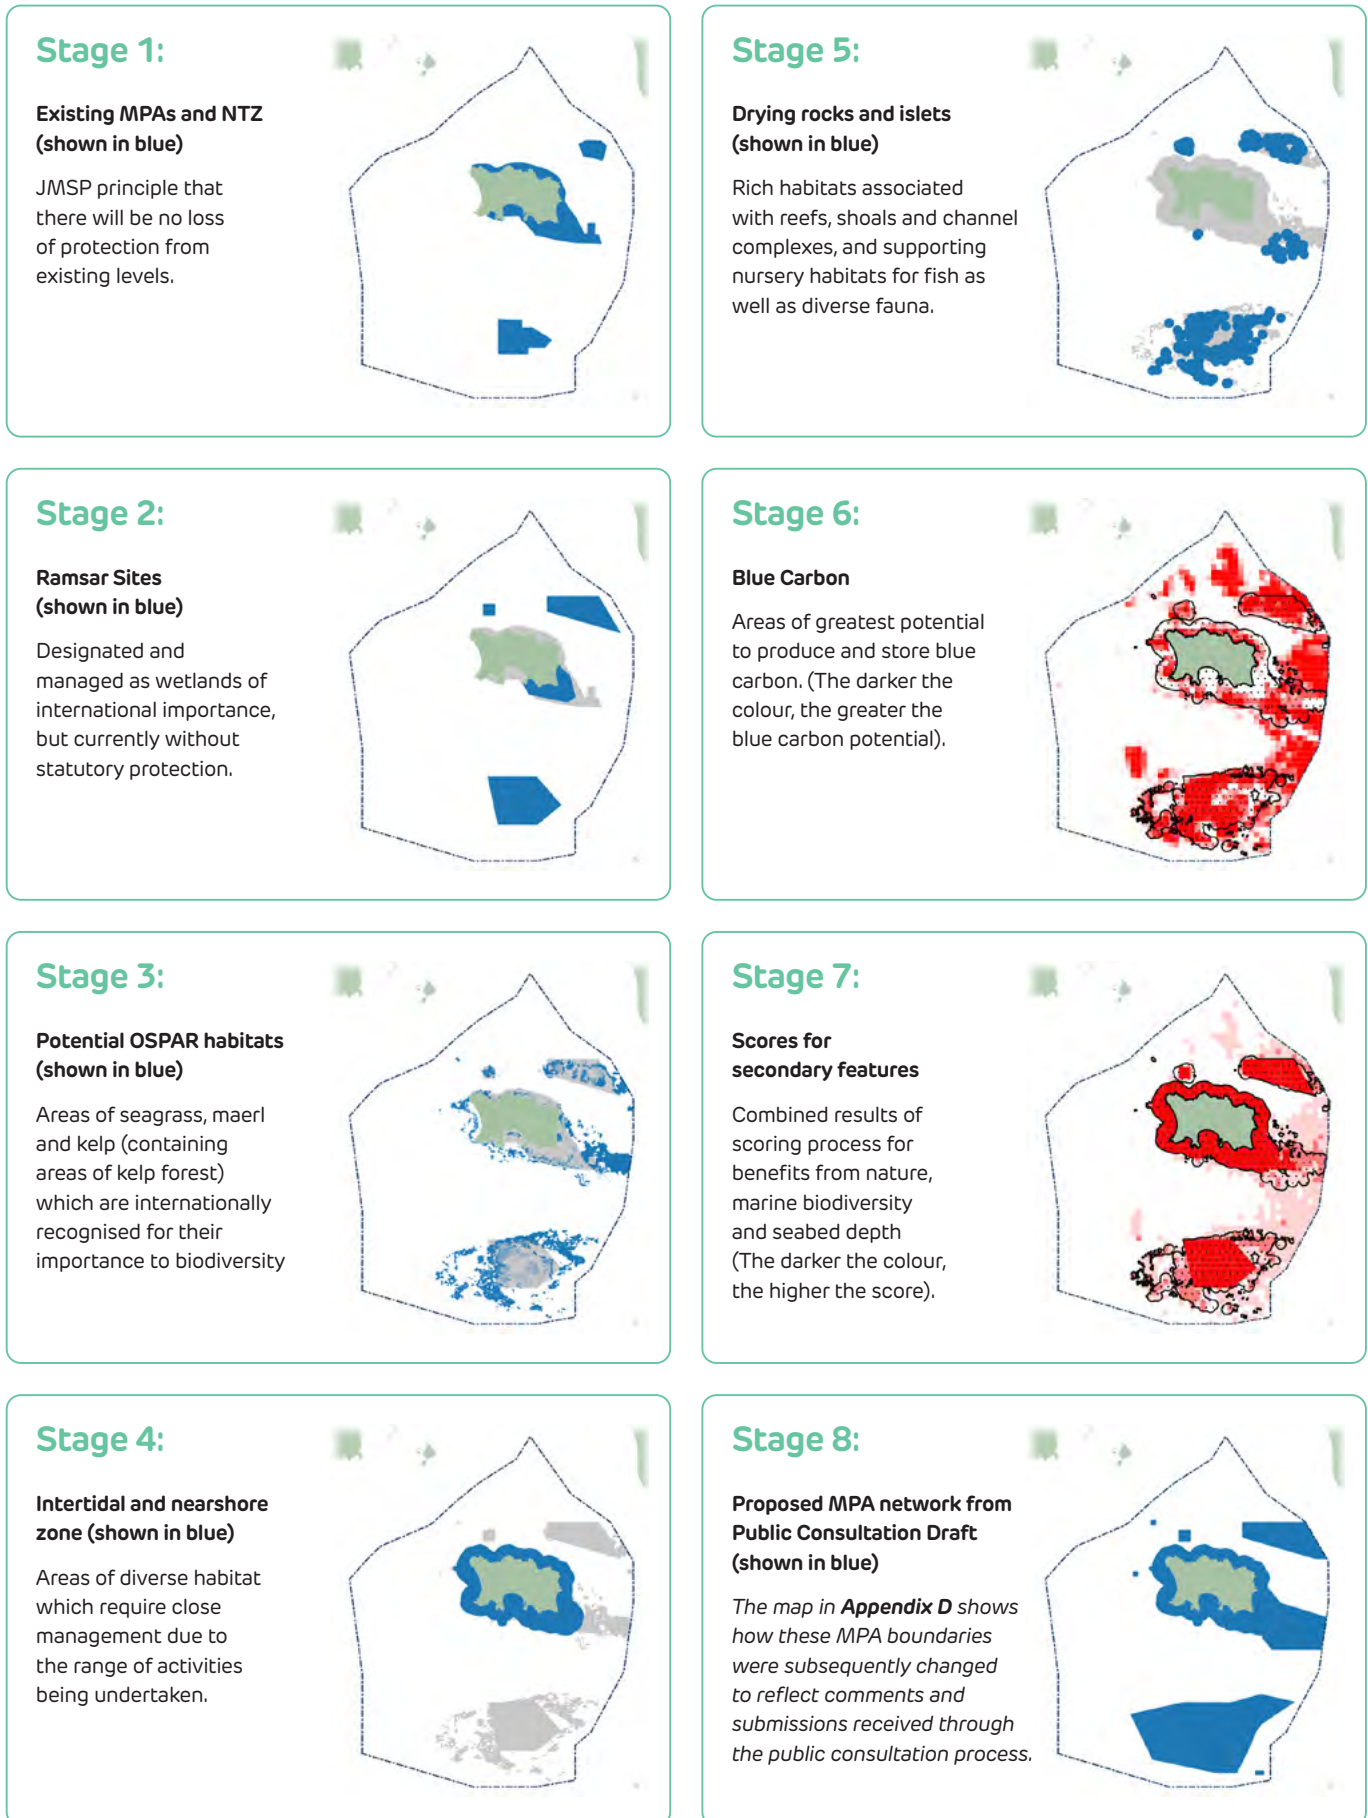 Stage 1:
Existing MPAs and NTZ
(shown in blue)
JMSP principle that
there will be no loss
of protection from
existing levels.
Stage 2:
Ramsar Sites
(shown in blue)
Designated and
managed as wetlands of
international importance,
but currently without
statutory protection.
Stage 3:
Potential OSPAR habitats
(shown in blue)
Areas of seagrass, maerl
and kelp (containing
areas of kelp forest)
which are internationally
recognised for their
importance to biodiversity
Stage 4:
Intertidal and nearshore
zone (shown in blue)
Areas of diverse habitat
which require close
management due to
the range of activities
being undertaken.
Stage 5:
Drying rocks and islets
(shown in blue)
Rich habitats associated
with reefs, shoals and channel
complexes, and supporting
nursery habitats for fish as
well as diverse fauna.
Stage 6:
Blue Carbon
Areas of greatest potential
to produce and store blue
carbon. (The darker the
colour, the greater the
blue carbon potential).
Stage 7:
Scores for
secondary features
Combined results of
scoring process for
benefits from nature,
marine biodiversity
and seabed depth
(The darker the colour,
the higher the score).
Stage 8:
Proposed MPA network from
Public Consultation Draft
(shown in blue)
The map in Appendix D shows
how these MPA boundaries
were subsequently changed
to reflect comments and
submissions received through
the public consultation process.